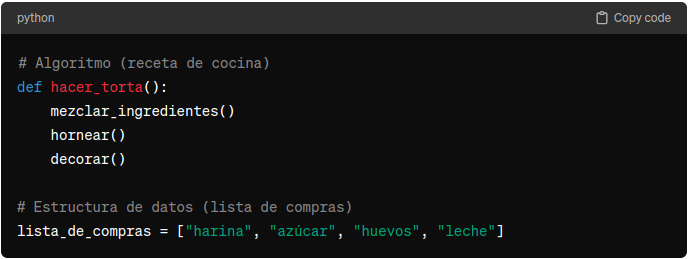 python
Copy code
# Algoritmo (receta de cocina)
def hacer_torta():
    mezclar_ingredientes()
    hornear()
    decorar()
# Estructura de datos (lista de compras)
lista_de_compras = ["harina", "azúcar", "huevos", "leche"]